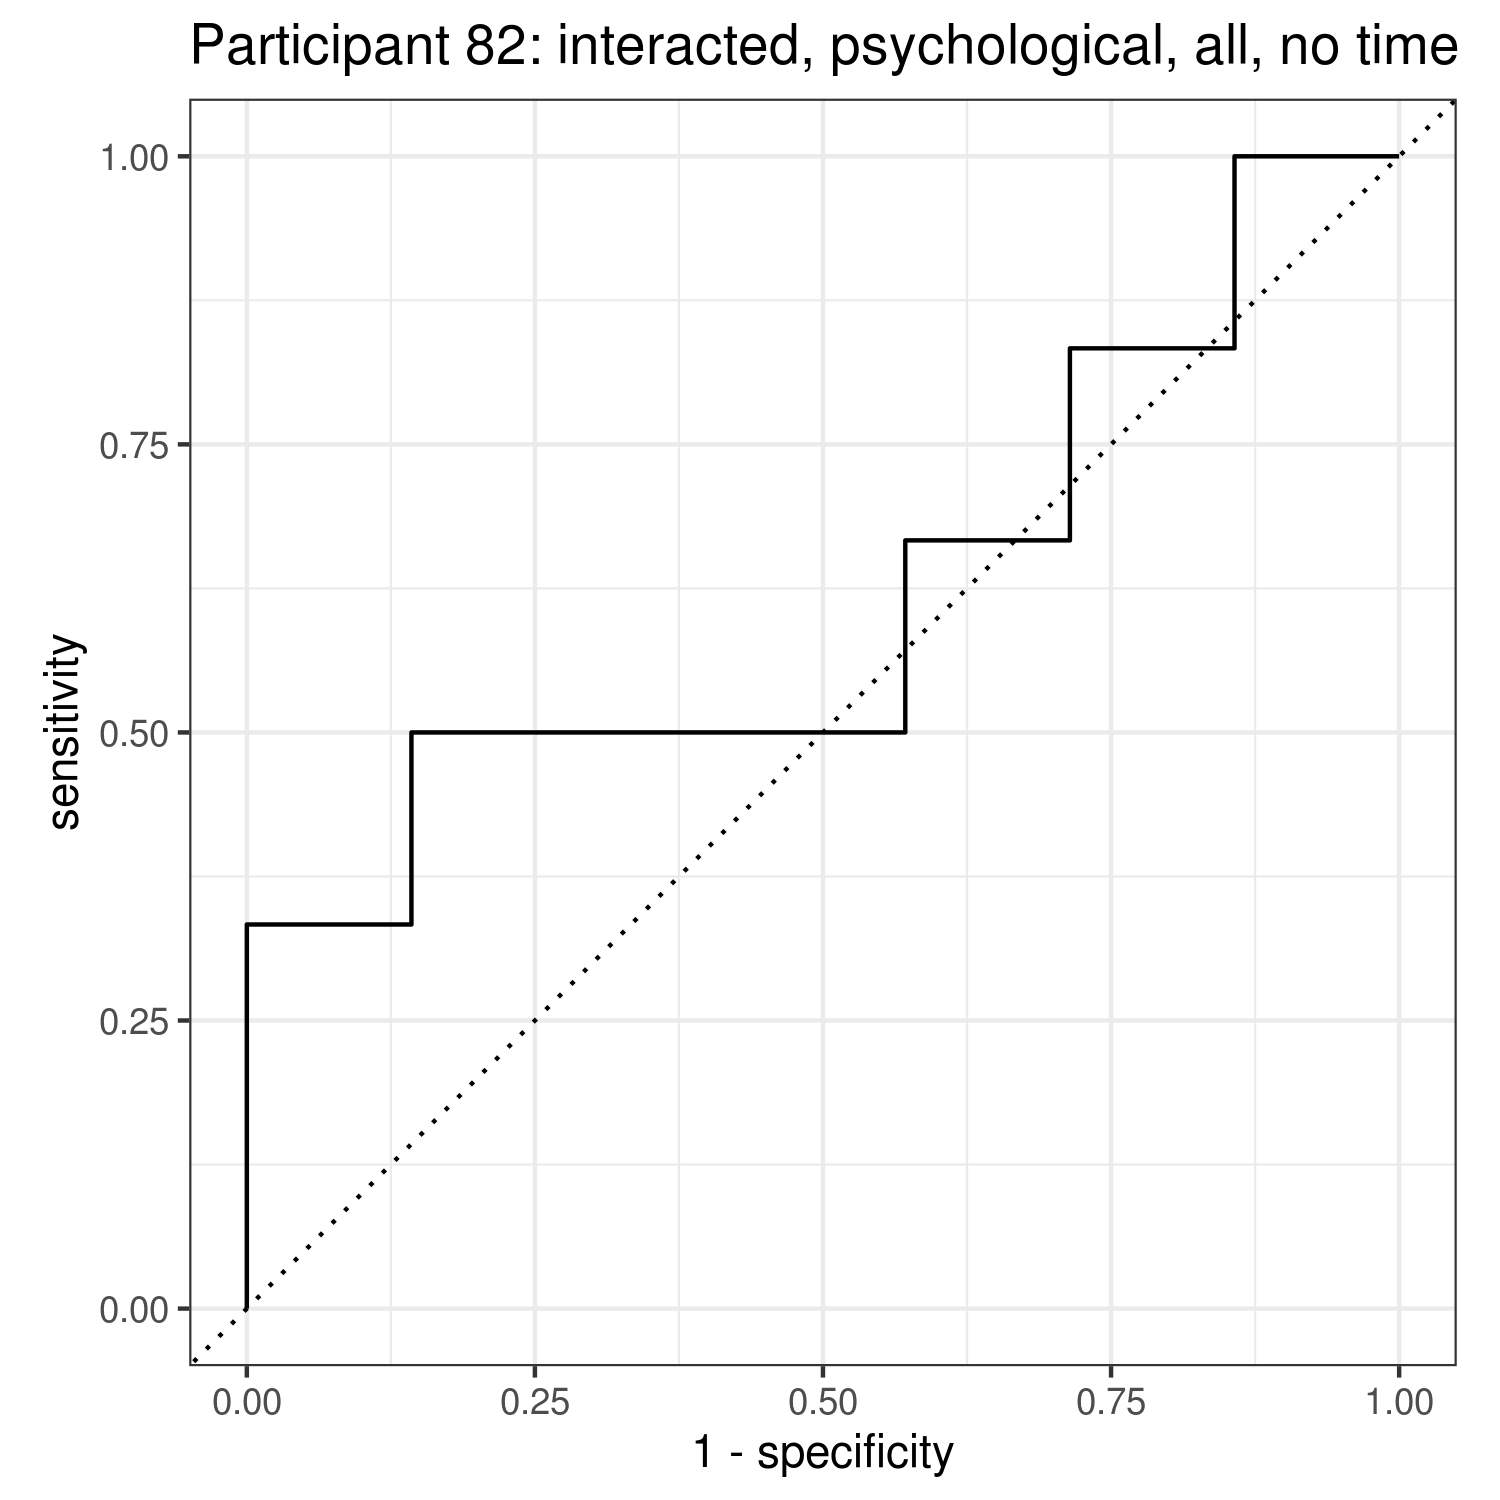 Participant 82: interacted, psychological, all, no time
1.00
0.75
0.50
0.25
0.00
sensitivity
0.00 0.25 0.50 0.75 1.00
1 - specificity